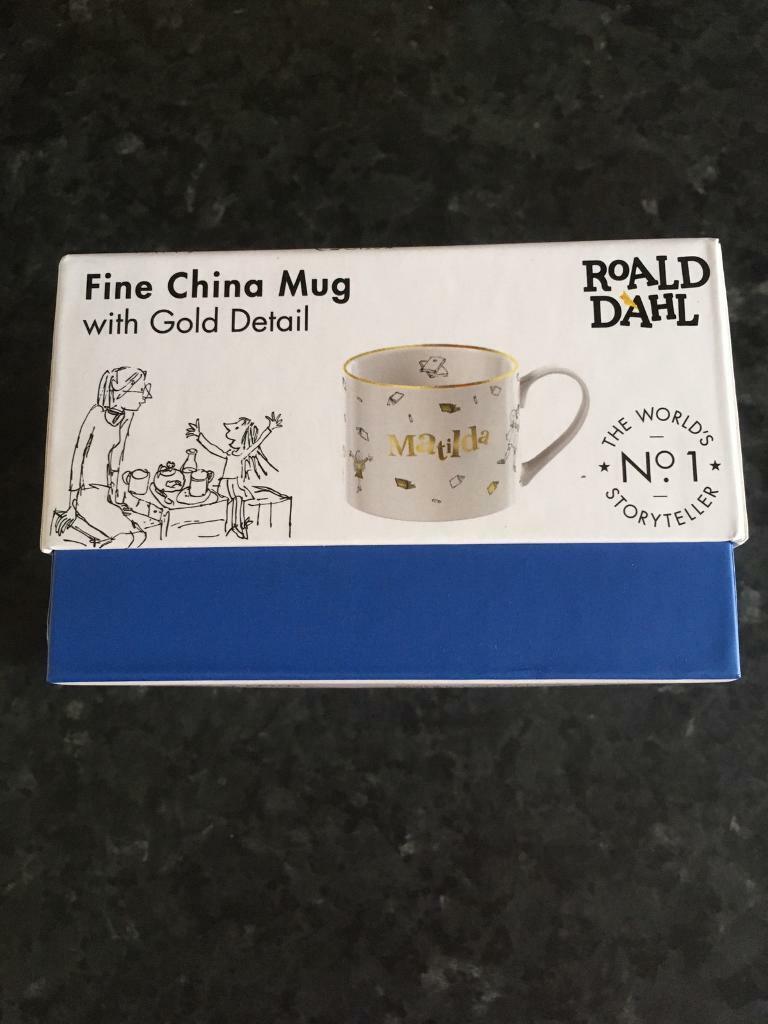 Fine China Mug
with Gold Detail
ROALD
DAHL
Matilda
THE WORLD'S
No. 1
STORYTELLER